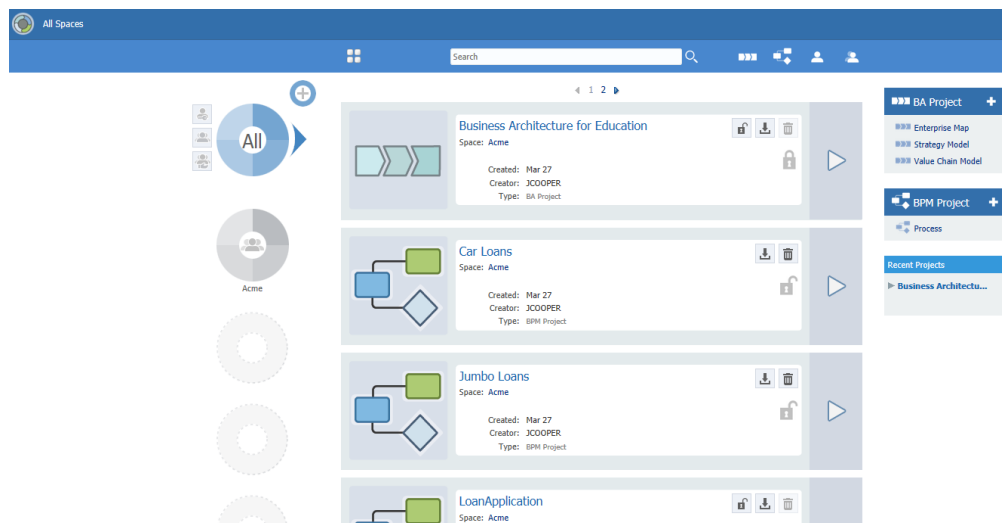 All Spaces
Search
1 2
All
Acme
Business Architecture for Education
Space: Acme
Created: Mar 27
Creator: JCOOPER
Type: BA Project
Car Loans
Space: Acme
Created: Mar 27
Creator: JCOOPER
Type: BPM Project
Jumbo Loans
Space: Acme
Created: Mar 27
Creator: JCOOPER
Type: BPM Project
LoanApplication
Space: Acme
BA Project +
Enterprise Map
Strategy Model
Value Chain Model
BPM Project +
Process
Recent Projects
Business Architectu...